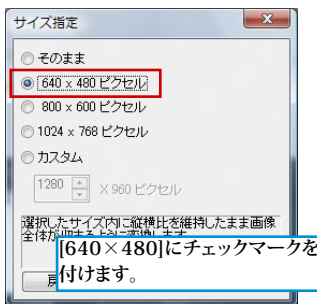 サイズ指定
そのまま
640 x 480 ピクセル
800 x 600 ピクセル
1024 x 768 ピクセル
カスタム
1280 X 960 ピクセル
選択したサイズ内に縦横比を維持したまま画像
[640×480]にチェックマークを
付けます。